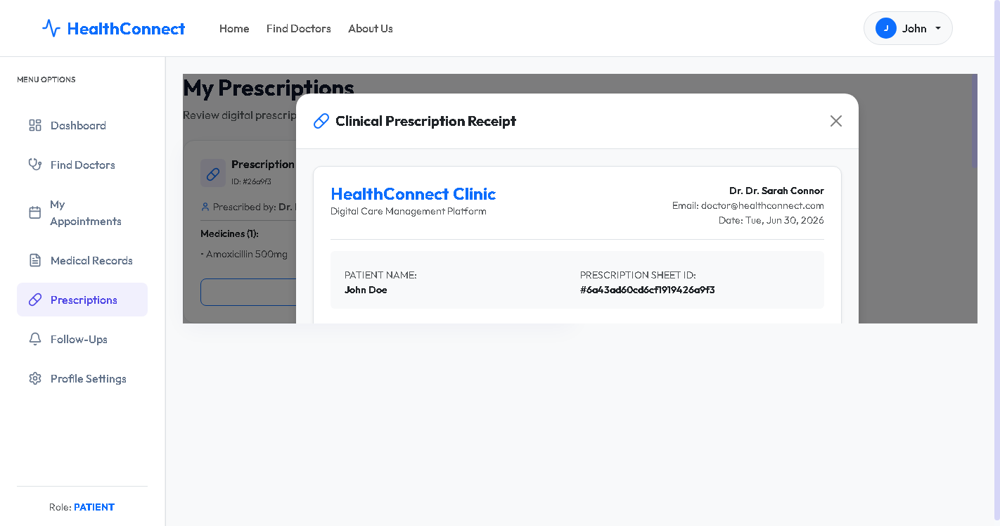 HealthConnect
Home
Find Doctors
About Us
J
John
MENU OPTIONS
Dashboard
Find Doctors
My
Appointments
Medical Records
Prescriptions
Follow-Ups
Profile Settings
Role: PATIENT
My Prescriptions
Review digital prescrip
Prescription
ID: #26a9f3
Prescribed by: Dr.
Medicines (1):
• Amoxicillin 500mg
Clinical Prescription Receipt
HealthConnect Clinic
Digital Care Management Platform
Dr. Dr. Sarah Connor
Email: doctor@healthconnect.com
Date: Tue, Jun 30, 2026
PATIENT NAME:
John Doe
PRESCRIPTION SHEET ID:
#6a43ad60cd6cf1919426a9f3